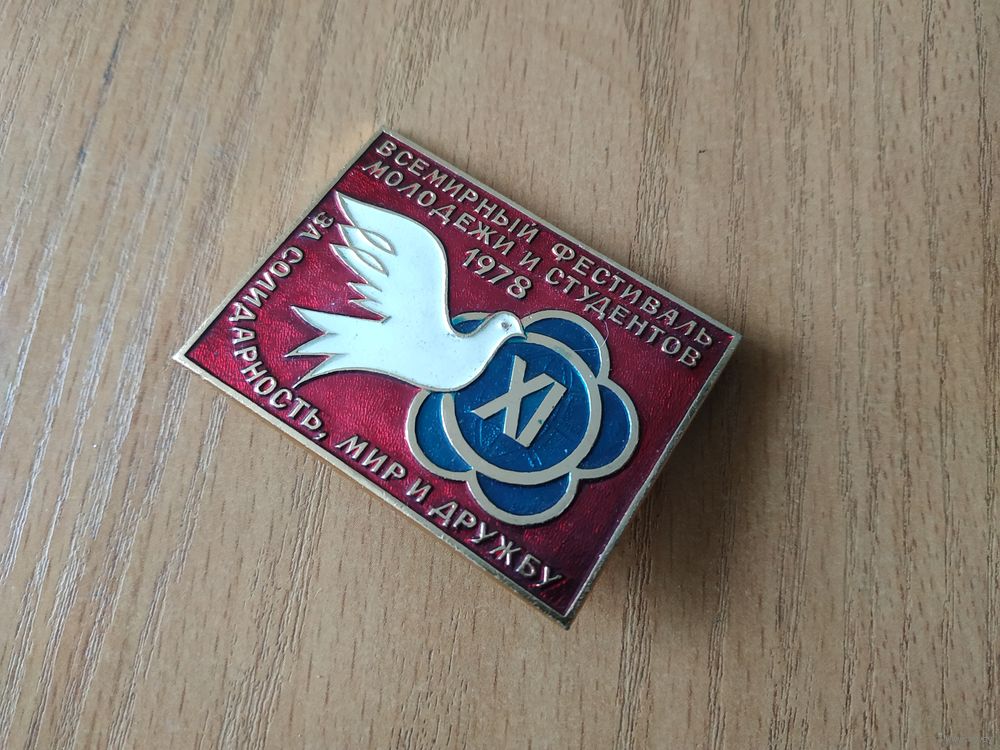 ВСЕМИРНЫЙ ФЕСТИВАЛЬ
МОЛОДЕЖИ И СТУДЕНТОВ
1978
XI
ЗА СОЛИДАРНОСТЬ, МИР И ДРУЖБУ